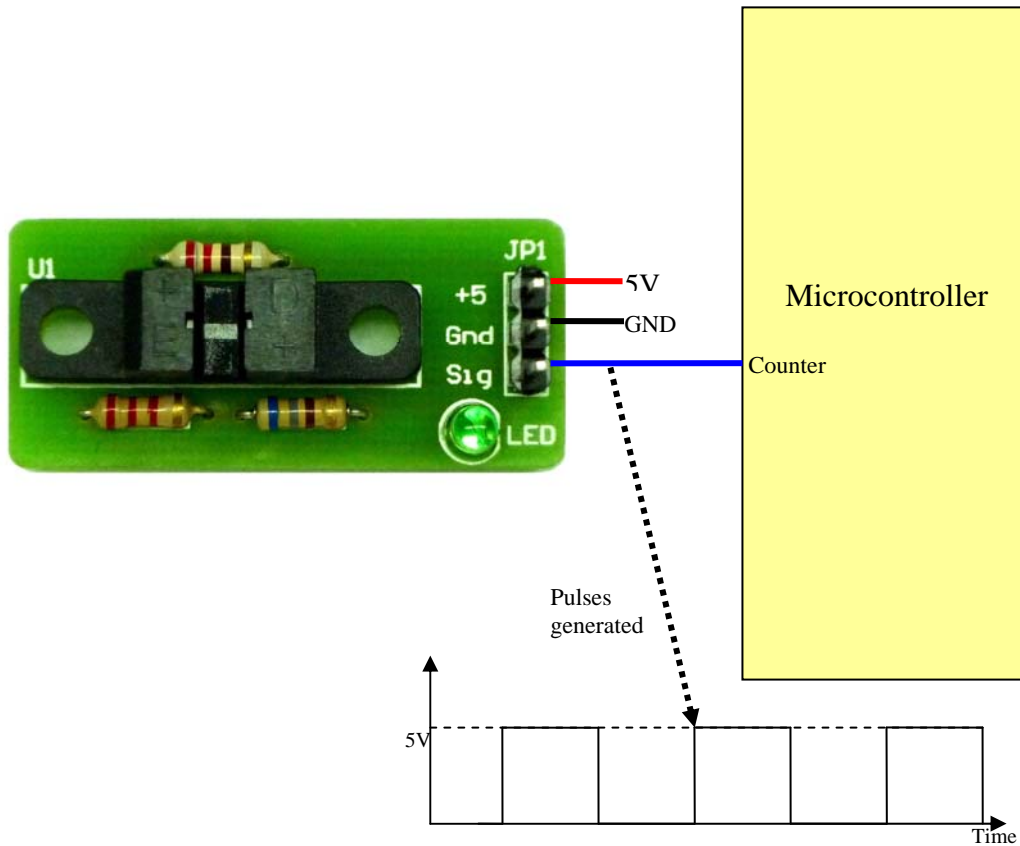 JP1
U1
+5
5V
Microcontroller
Gnd
GND
Sig
Counter
LED
Pulses
generated
5V
Time